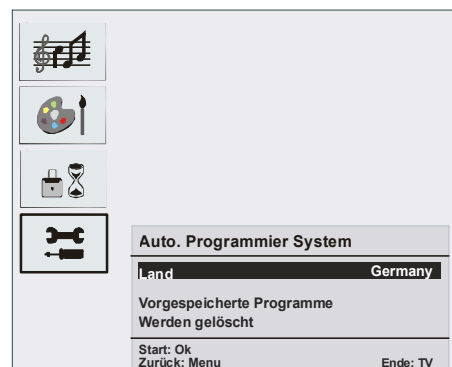 Auto. Programmier System
Land Germany
Vorgespeicherte Programme
Werden gelöscht
Start: Ok
Zurück: Menu Ende: TV